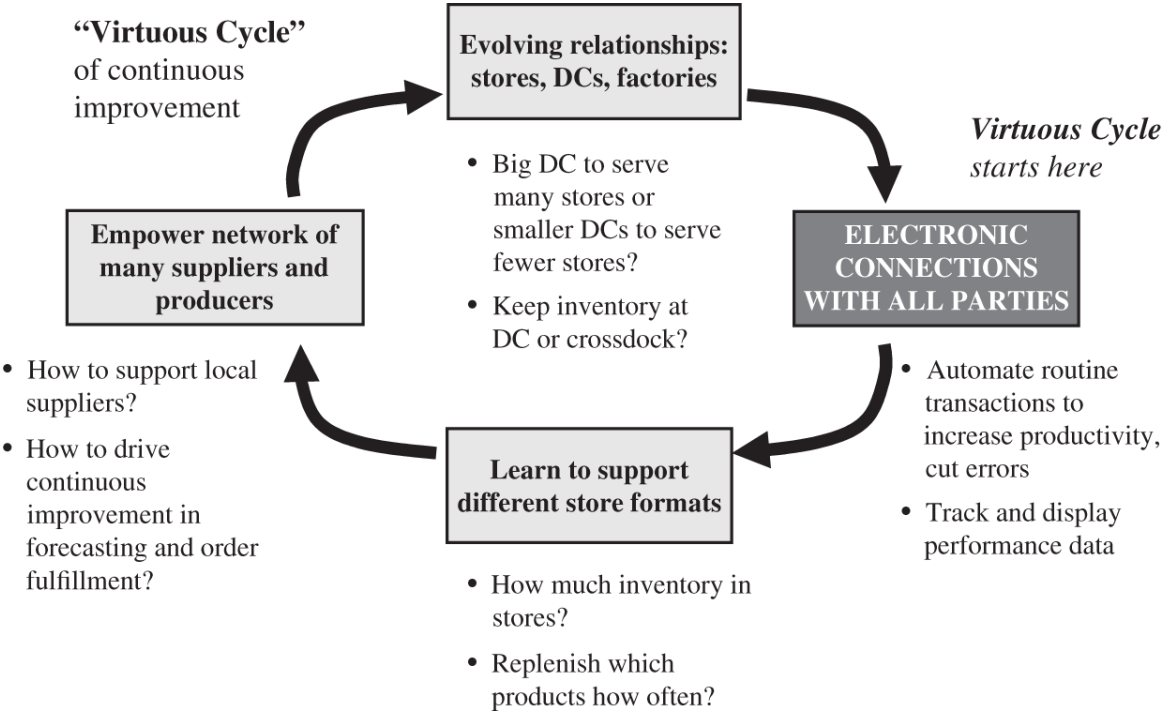 “Virtuous Cycle”
of continuous
improvement
Evolving relationships:
stores, DCs, factories
• Big DC to serve
many stores or
smaller DCs to serve
fewer stores?
• Keep inventory at
DC or crossdock?
Virtuous Cycle
starts here
ELECTRONIC
CONNECTIONS
WITH ALL PARTIES
• Automate routine
transactions to
increase productivity,
cut errors
• Track and display
performance data
Learn to support
different store formats
• How much inventory in
stores?
• Replenish which
products how often?
Empower network of
many suppliers and
producers
• How to support local
suppliers?
• How to drive
continuous
improvement in
forecasting and order
fulfillment?